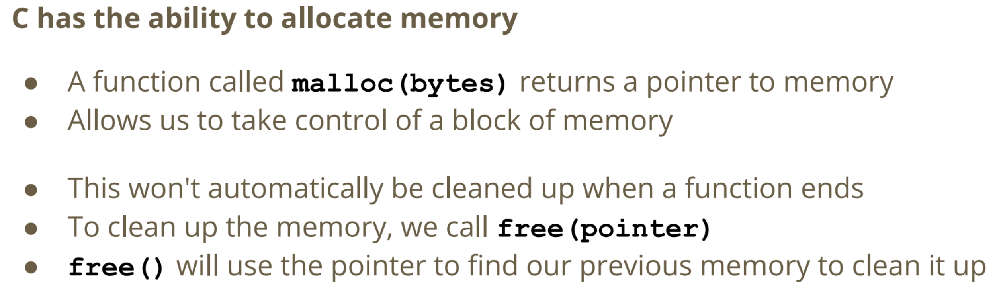 C has the ability to allocate memory
● A function called malloc(bytes) returns a pointer to memory
● Allows us to take control of a block of memory
● This won't automatically be cleaned up when a function ends
● To clean up the memory, we call free(pointer)
● free() will use the pointer to find our previous memory to clean it up